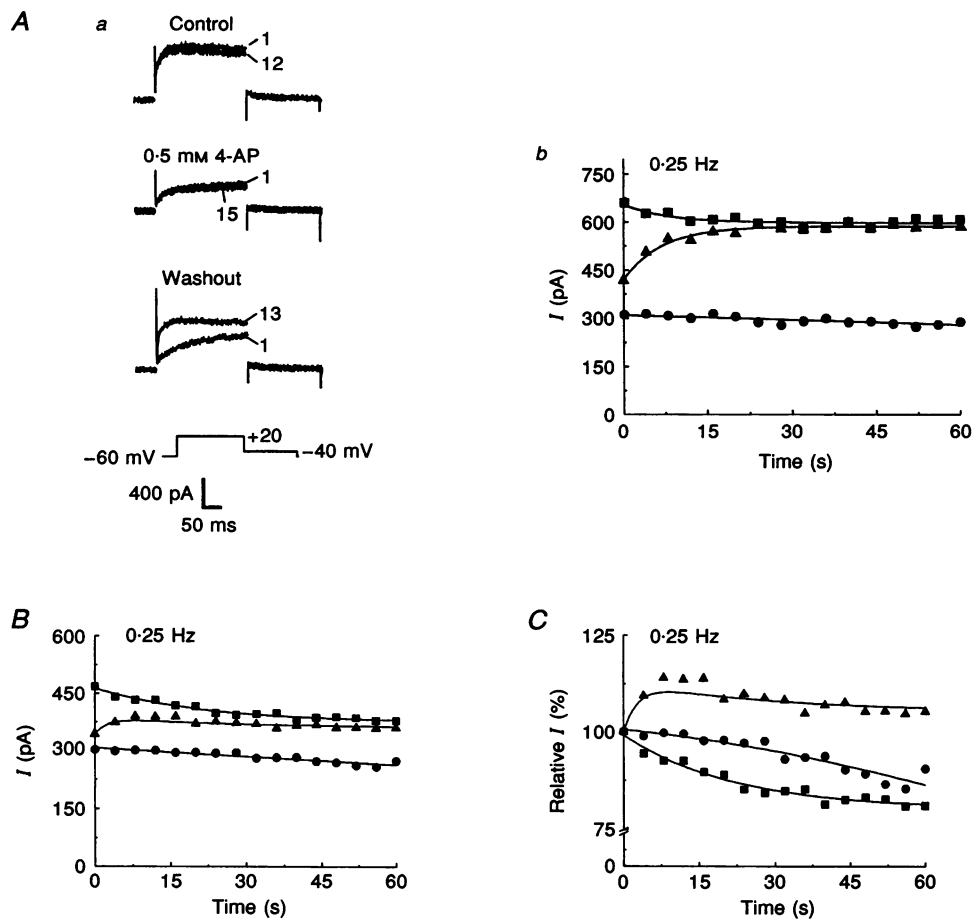 A
a
Control
1
12
0·5 mM 4-AP
1
15
Washout
13
1
+20
−60 mV
−40 mV
400 pA
50 ms
b
0·25 Hz
750
600
450
300
150
0
I (pA)
0 15 30 45 60
Time (s)
B
0·25 Hz
600
450
300
150
0
I (pA)
0 15 30 45 60
Time (s)
C
0·25 Hz
125
100
75
0
Relative I (%)
0 15 30 45 60
Time (s)